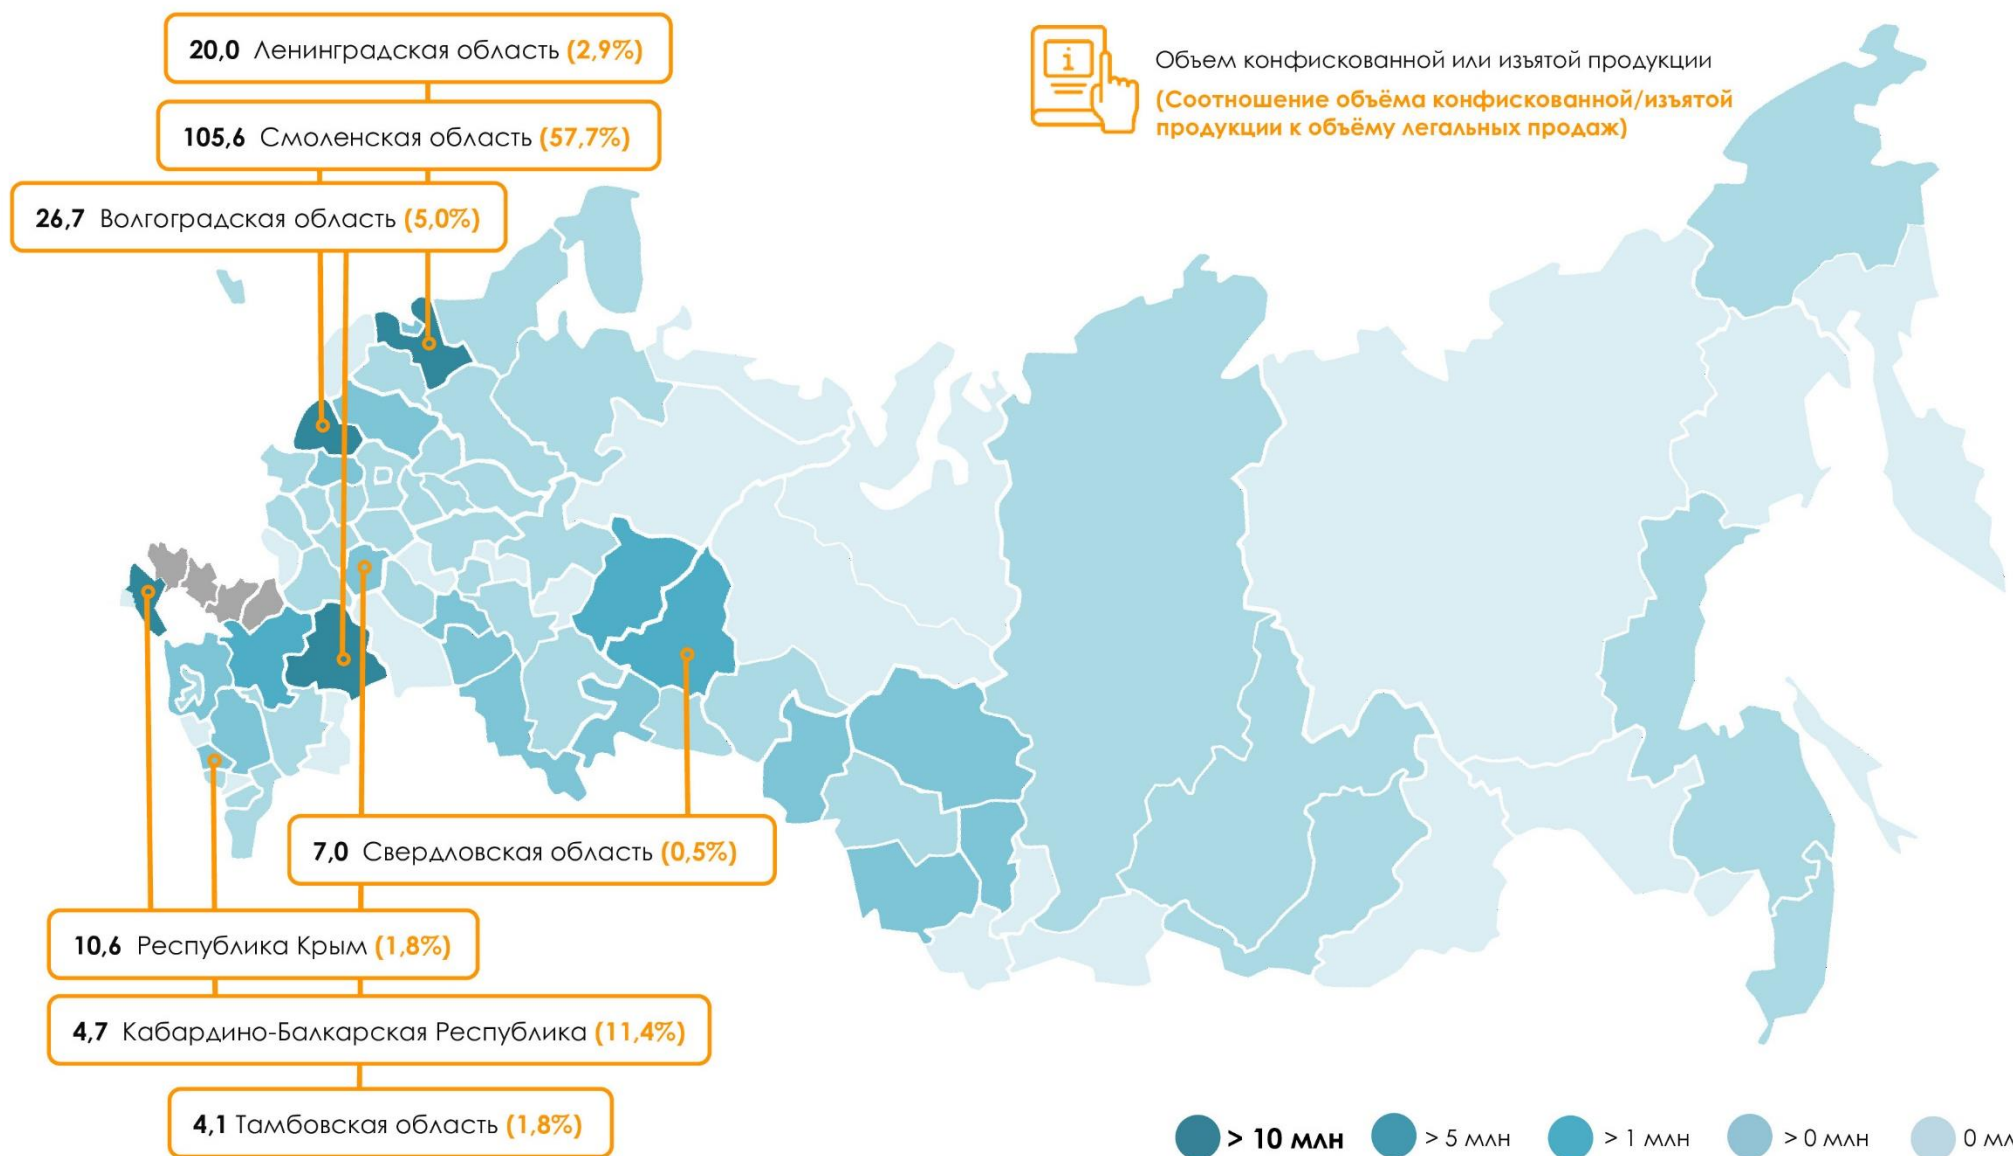 20,0 Ленинградская область (2,9%)
105,6 Смоленская область (57,7%)
26,7 Волгоградская область (5,0%)
i
Объем конфискованной или изъятой продукции
(Соотношение объёма конфискованной/изъятой
продукции к объёму легальных продаж)
7,0 Свердловская область (0,5%)
10,6 Республика Крым (1,8%)
4,7 Кабардино-Балкарская Республика (11,4%)
4,1 Тамбовская область (1,8%)
> 10 млн > 5 млн > 1 млн > 0 млн 0 мл